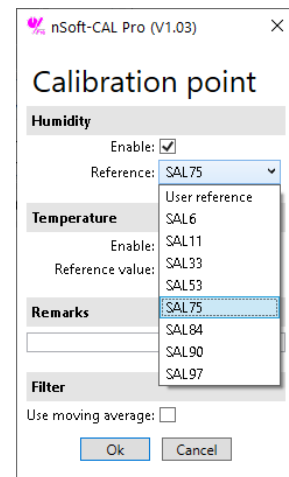 nSoft-CAL Pro (V1.03)
Calibration point
Humidity
Enable:
Reference: SAL75
User reference
SAL6
SAL11
SAL33
SAL53
SAL75
SAL84
SAL90
SAL97
Temperature
Enable:
Reference value:
Remarks
Filter
Use moving average:
Ok Cancel